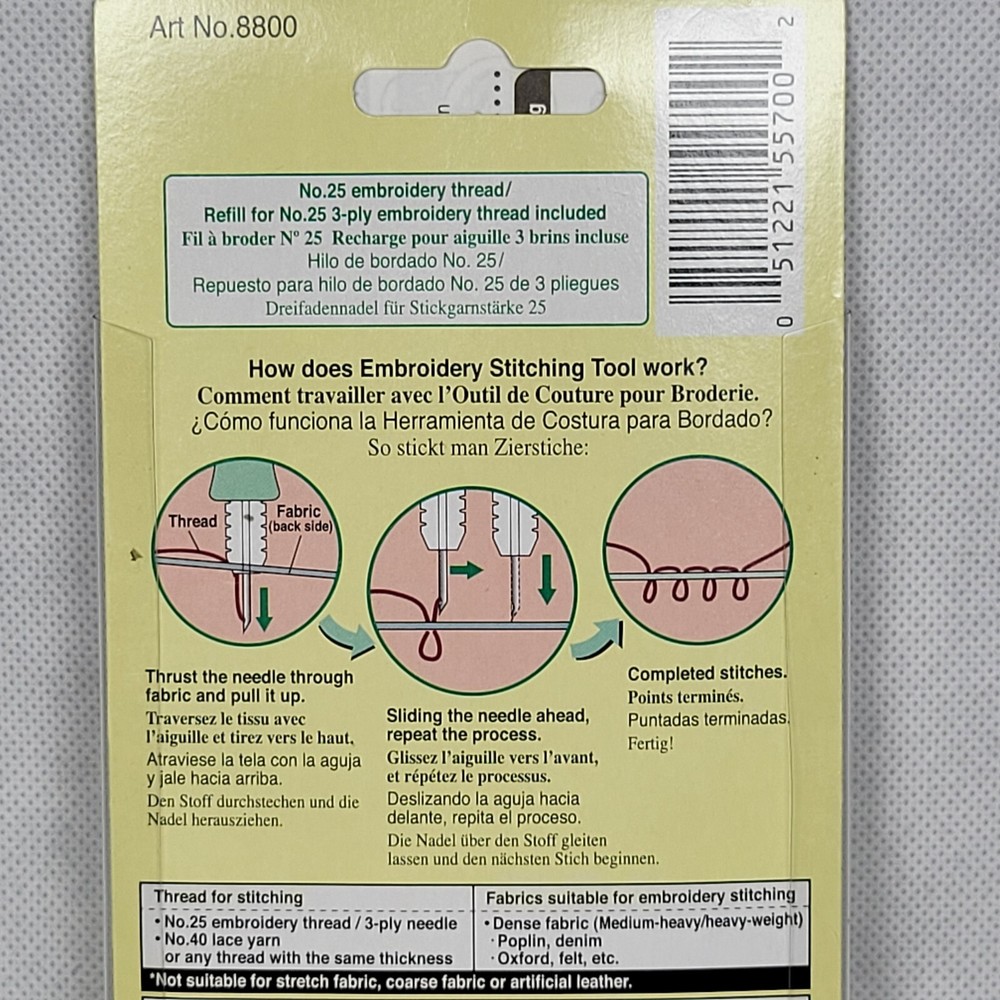 Art No.8800
0 51221 55700 2
No.25 embroidery thread/
Refill for No.25 3-ply embroidery thread included
Fil à broder Nº 25 Recharge pour aiguille 3 brins incluse
Hilo de bordado No. 25/
Repuesto para hilo de bordado No. 25 de 3 pliegues
Dreifadennadel für Stickgarnstärke 25
How does Embroidery Stitching Tool work?
Comment travailler avec l'Outil de Couture pour Broderie.
¿Cómo funciona la Herramienta de Costura para Bordado?
So stickt man Zierstiche:
Thread
Fabric
(back side)
Thrust the needle through
fabric and pull it up.
Traversez le tissu avec
l'aiguille et tirez vers le haut.
Atraviese la tela con la aguja
y jale hacia arriba.
Den Stoff durchstechen und die
Nadel herausziehen.
Sliding the needle ahead,
repeat the process.
Glissez l'aiguille vers l'avant,
et répétez le processus.
Deslizando la aguja hacia
delante, repita el proceso.
Die Nadel über den Stoff gleiten
lassen und den nächsten Stich beginnen.
Completed stitches.
Points terminés.
Puntadas terminadas.
Fertig!
Thread for stitching
• No.25 embroidery thread / 3-ply needle
• No.40 lace yarn
or any thread with the same thickness
Fabrics suitable for embroidery stitching
• Dense fabric (Medium-heavy/heavy-weight)
· Poplin, denim
· Oxford, felt, etc.
*Not suitable for stretch fabric, coarse fabric or artificial leather.